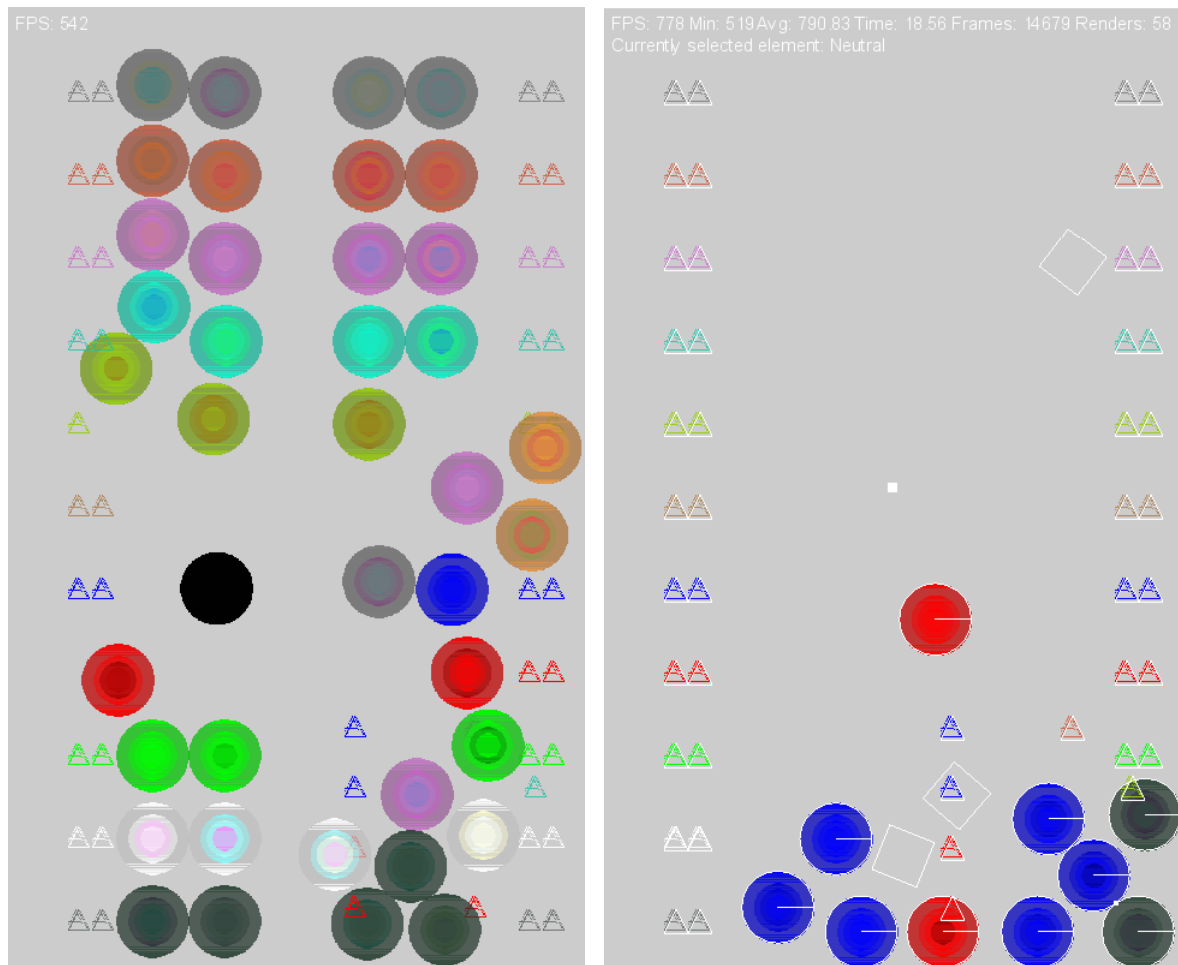 FPS: 542
FPS: 778 Min: 519 Avg: 790.83 Time: 18.56 Frames: 14679 Renders: 58
Currently selected element: Neutral